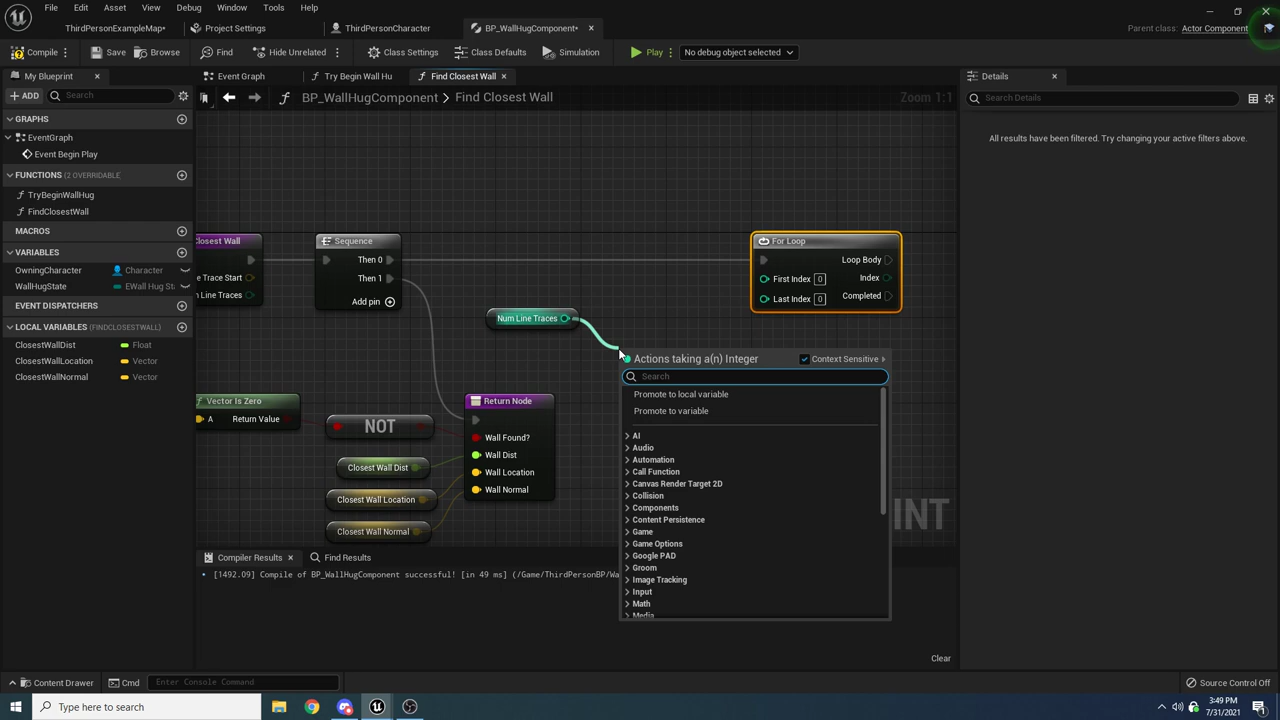 File Edit Asset View Debug Window Tools Help
ThirdPersonExampleMap* Project Settings ThirdPersonCharacter BP_WallHugComponent* Parent class: Actor Component
Compile Save Browse Find Hide Unrelated Class Settings Class Defaults Simulation Play No debug object selected
My Blueprint Event Graph Try Begin Wall Hu Find Closest Wall Details
ADD Search BP_WallHugComponent > Find Closest Wall Zoom 1:1 Search Details
GRAPHS
EventGraph
Event Begin Play
FUNCTIONS (2 OVERRIDABLE
TryBeginWallHug
FindClosestWall
MACROS
VARIABLES
OwningCharacter Character
WallHugState EWall Hug St
EVENT DISPATCHERS
LOCAL VARIABLES (FINDCLOSESTWALL)
ClosestWallDist Float
ClosestWallLocation Vector
ClosestWallNormal Vector
All results have been filtered. Try changing your active filters above.
Closest Wall
e Trace Start
n Line Traces
Sequence
Then 0
Then 1
Add pin
Num Line Traces
For Loop
Loop Body
First Index 0 Index
Last Index 0 Completed
Vector Is Zero
A Return Value
NOT
Closest Wall Dist
Closest Wall Location
Closest Wall Normal
Return Node
Wall Found?
Wall Dist
Wall Location
Wall Normal
Actions taking a(n) Integer Context Sensitive
Search
Promote to local variable
Promote to variable
AI
Audio
Automation
Call Function
Canvas Render Target 2D
Collision
Components
Content Persistence
Game
Game Options
Google PAD
Groom
Image Tracking
Input
Math
Media
INT
Compiler Results Find Results
[1492.09] Compile of BP_WallHugComponent successful! [in 49 ms] (/Game/ThirdPersonBP/Wa
Clear
Content Drawer Cmd Enter Console Command Source Control Off
Type here to search 3:49 PM
7/31/2021